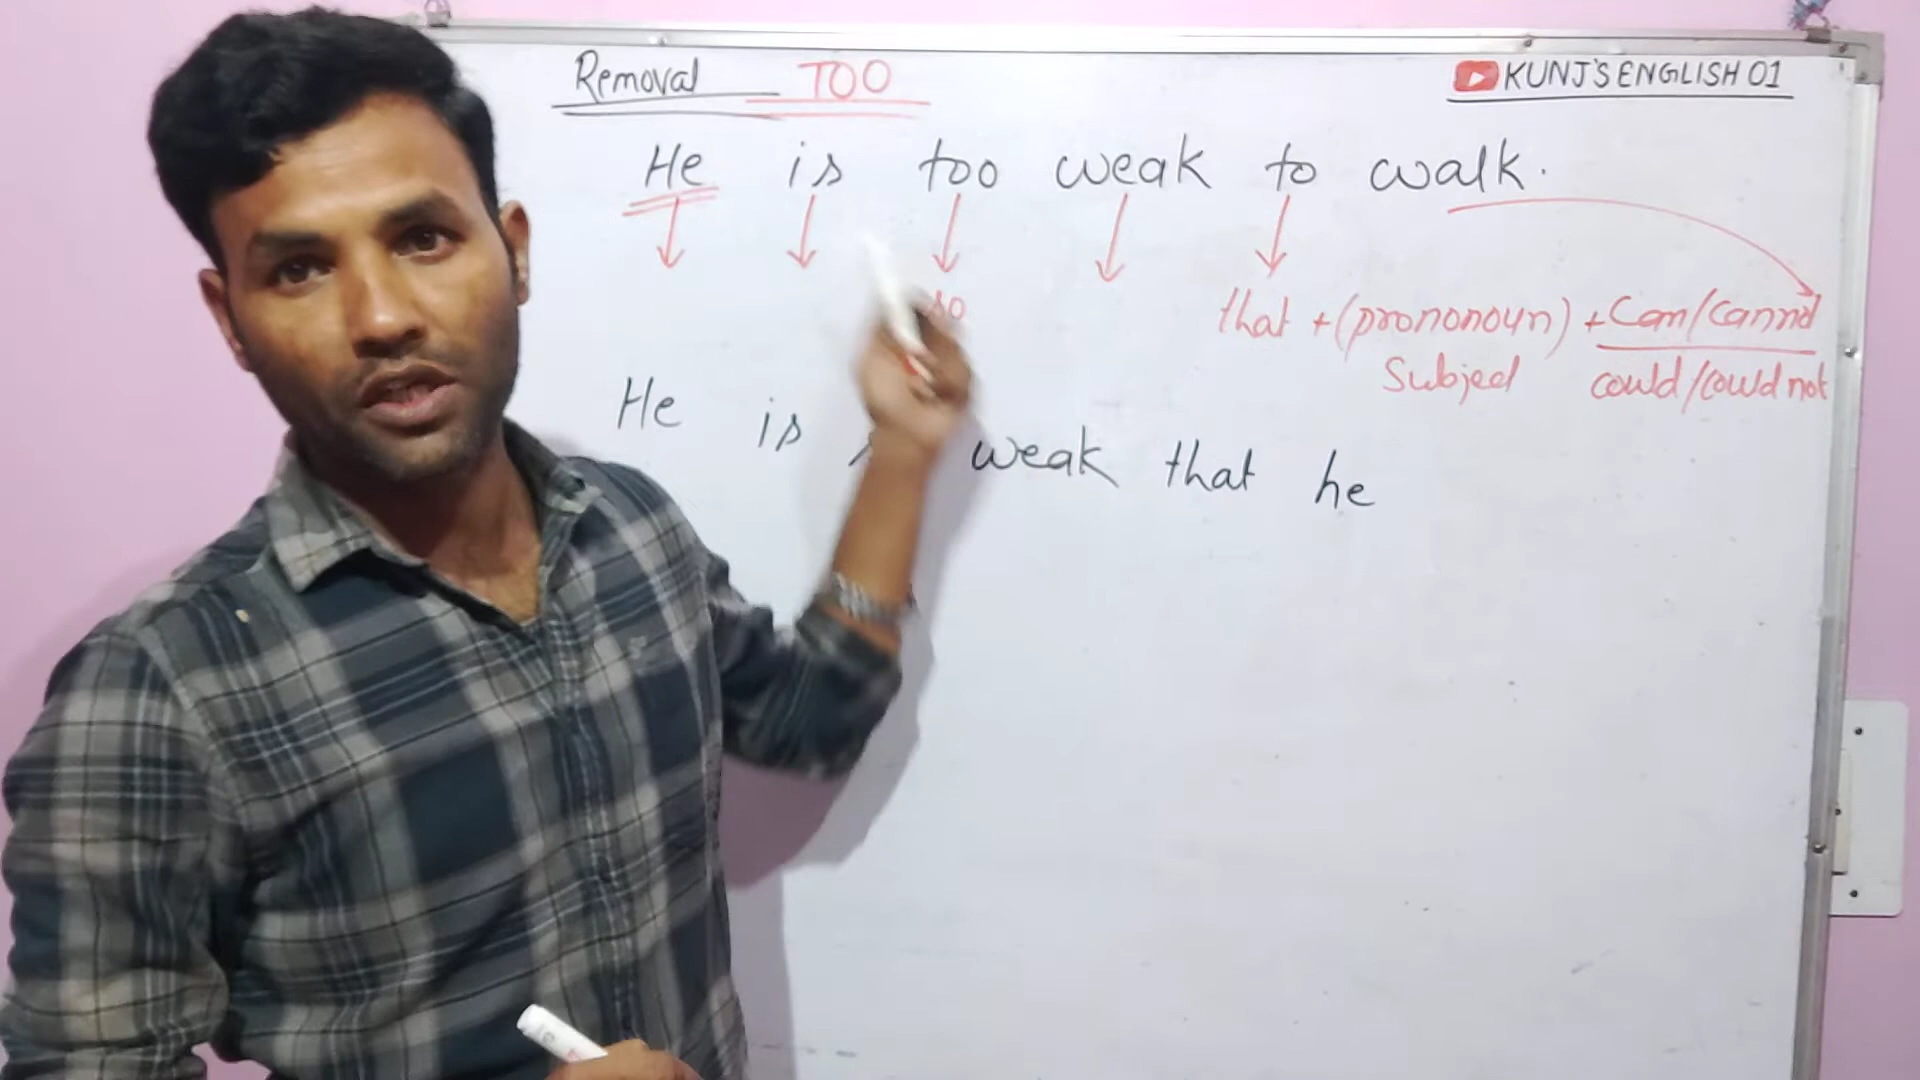 Removal TOO
KUNJ'S ENGLISH 01
He is too weak to walk.
so that + (prononoun) + Can/cannot
Subject could/could not
He is weak that he